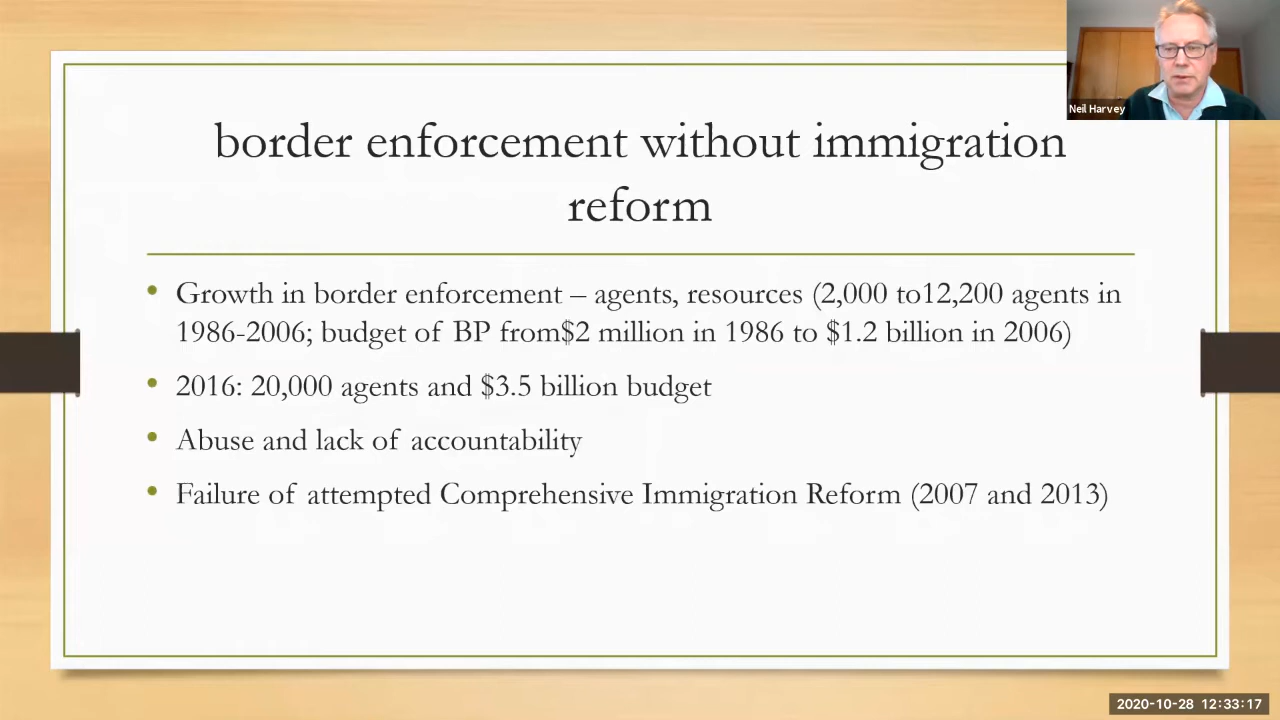 Neil Harvey
border enforcement without immigration
reform
• Growth in border enforcement – agents, resources (2,000 to12,200 agents in
1986-2006; budget of BP from$2 million in 1986 to $1.2 billion in 2006)
• 2016: 20,000 agents and $3.5 billion budget
• Abuse and lack of accountability
• Failure of attempted Comprehensive Immigration Reform (2007 and 2013)
2020-10-28 12:33:17